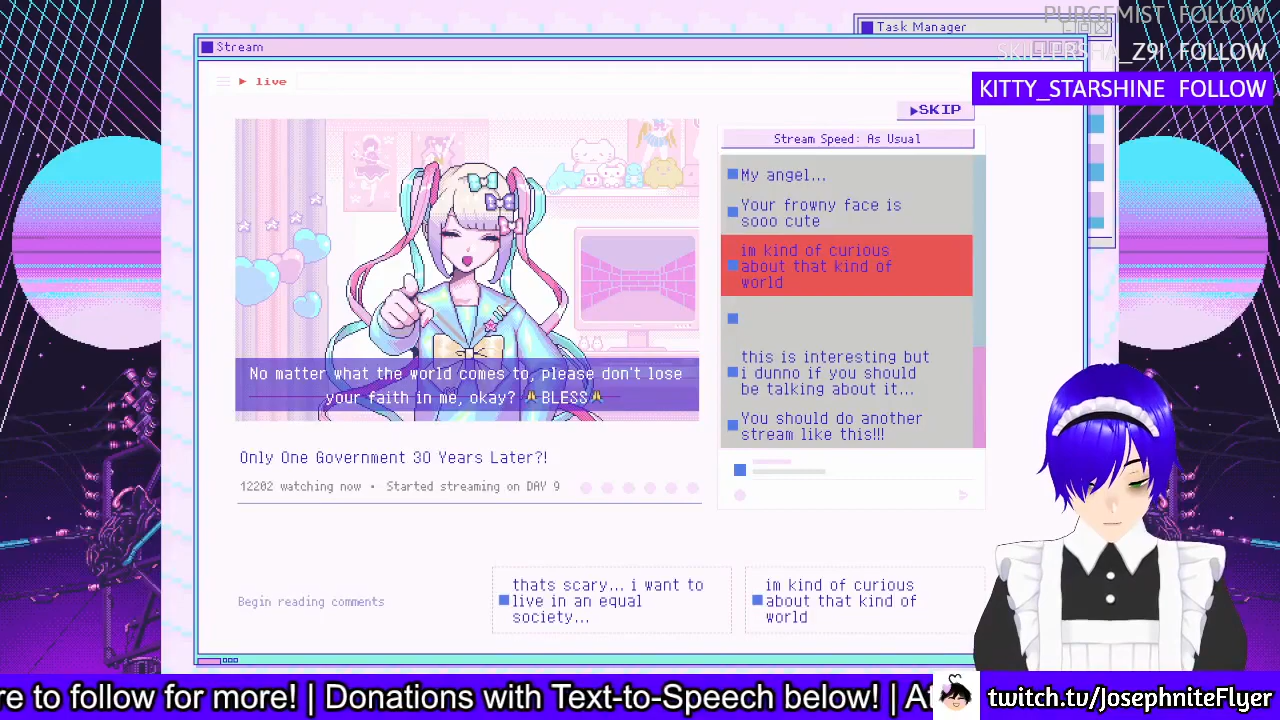 PURGEMIST FOLLOW
Task Manager
Stream
SKILLERSHA_Z9I FOLLOW
live
KITTY_STARSHINE FOLLOW
▶SKIP
Stream Speed: As Usual
My angel...
Your frowny face is
sooo cute
im kind of curious
about that kind of
world
this is interesting but
i dunno if you should
be talking about it...
You should do another
stream like this!!!
No matter what the world comes to, please don't lose
your faith in me, okay? 🙏BLESS🙏
Only One Government 30 Years Later?!
12202 watching now • Started streaming on DAY 9
Begin reading comments
thats scary... i want to
live in an equal
society...
im kind of curious
about that kind of
world
re to follow for more! | Donations with Text-to-Speech below! | At
twitch.tv/JosephniteFlyer